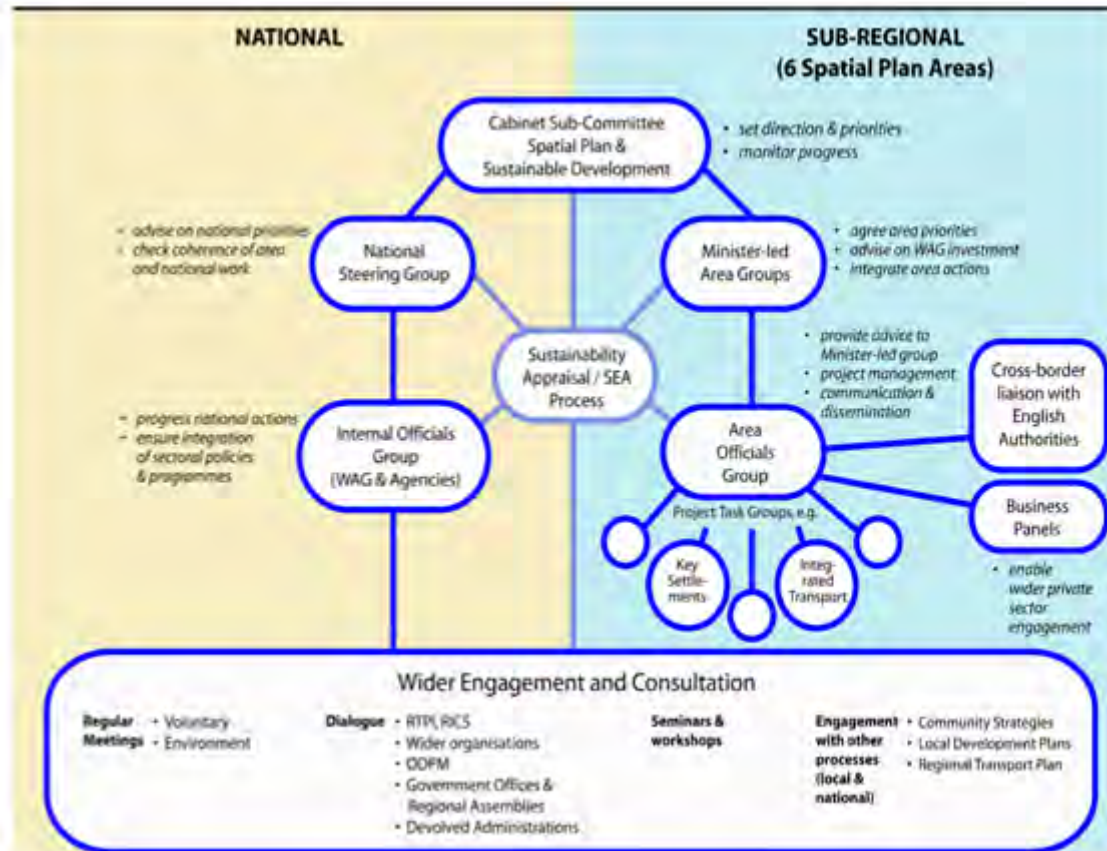 NATIONAL
SUB-REGIONAL
(6 Spatial Plan Areas)
Cabinet Sub-Committee
Spatial Plan &
Sustainable Development
• set direction & priorities
• monitor progress
– advise on national priorities
– check coherence of area
and national work
National
Steering Group
Minister-led
Area Groups
• agree area priorities
• advise on WAG investment
• integrate area actions
Sustainability
Appraisal / SEA
Process
• provide advice to
Minister-led group
• project management
• communication &
dissemination
Cross-border
liaison with
English
Authorities
– progress national actions
– ensure integration
of sectoral policies
& programmes
Internal Officials
Group
(WAG & Agencies)
Area
Officials
Group
Business
Panels
• enable
wider private
sector
engagement
Project Task Groups, e.g.
Key
Settle-
ments
Integ-
rated
Transport
Wider Engagement and Consultation
Regular
Meetings
• Voluntary
• Environment
Dialogue
• RTPI, RICS
• Wider organisations
• ODPM
• Government Offices &
Regional Assemblies
• Devolved Administrations
Seminars &
workshops
Engagement
with other
processes
(local &
national)
• Community Strategies
• Local Development Plans
• Regional Transport Plan